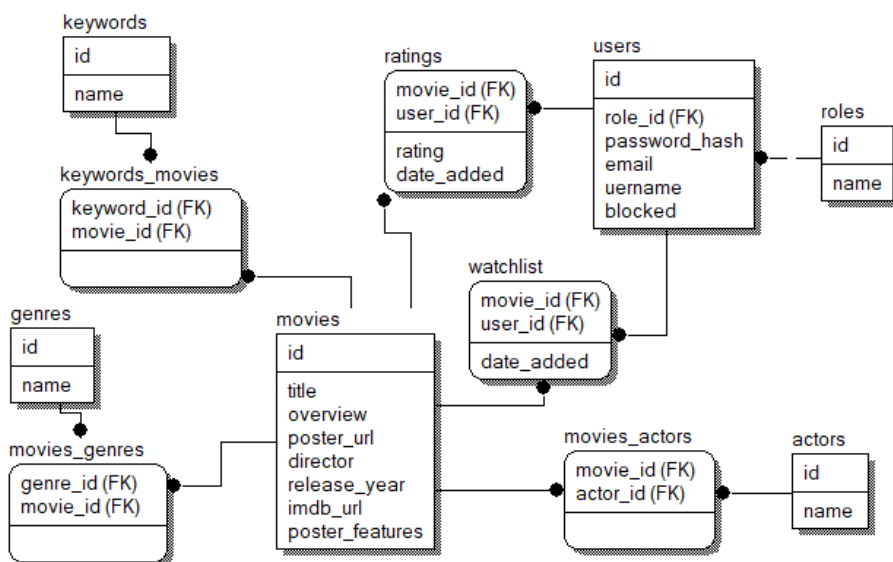 keywords
id
name
ratings
movie_id (FK)
user_id (FK)
rating
date_added
users
id
role_id (FK)
password_hash
email
uername
blocked
roles
id
name
keywords_movies
keyword_id (FK)
movie_id (FK)
watchlist
movie_id (FK)
user_id (FK)
date_added
genres
id
name
movies
id
title
overview
poster_url
director
release_year
imdb_url
poster_features
movies_genres
genre_id (FK)
movie_id (FK)
movies_actors
movie_id (FK)
actor_id (FK)
actors
id
name